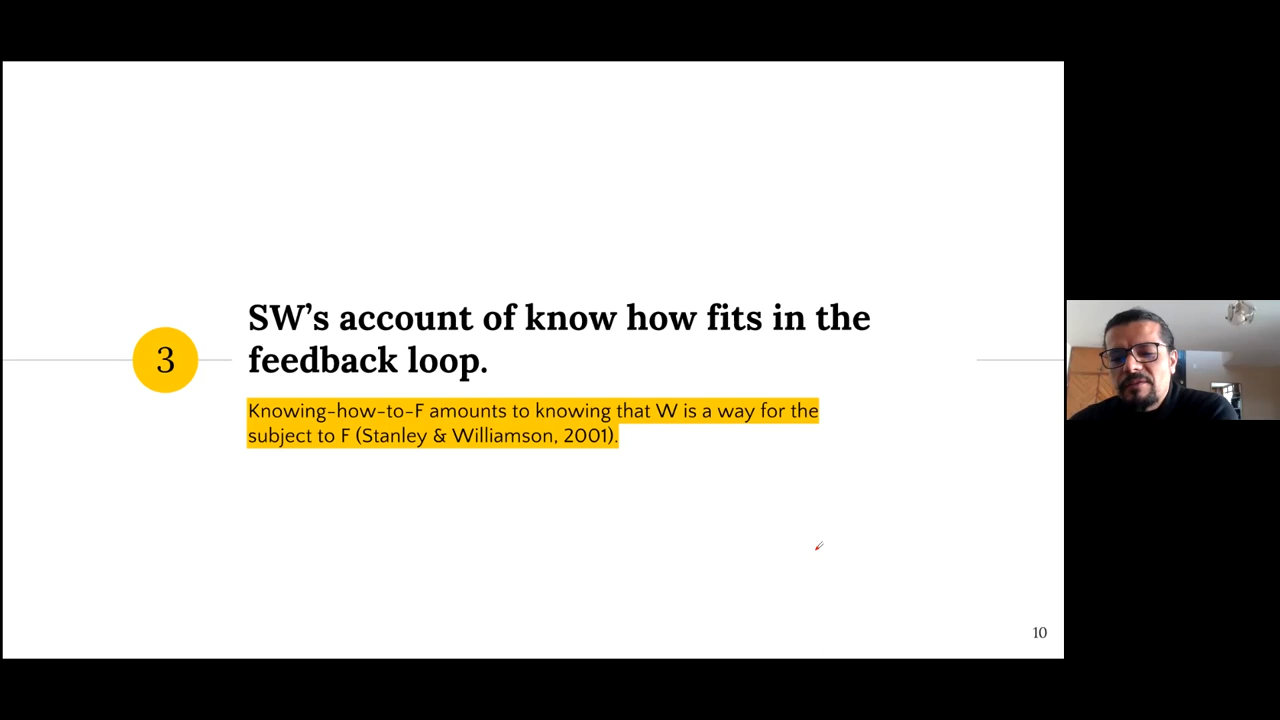 3
SW’s account of know how fits in the
feedback loop.
Knowing-how-to-F amounts to knowing that W is a way for the
subject to F (Stanley & Williamson, 2001).
10